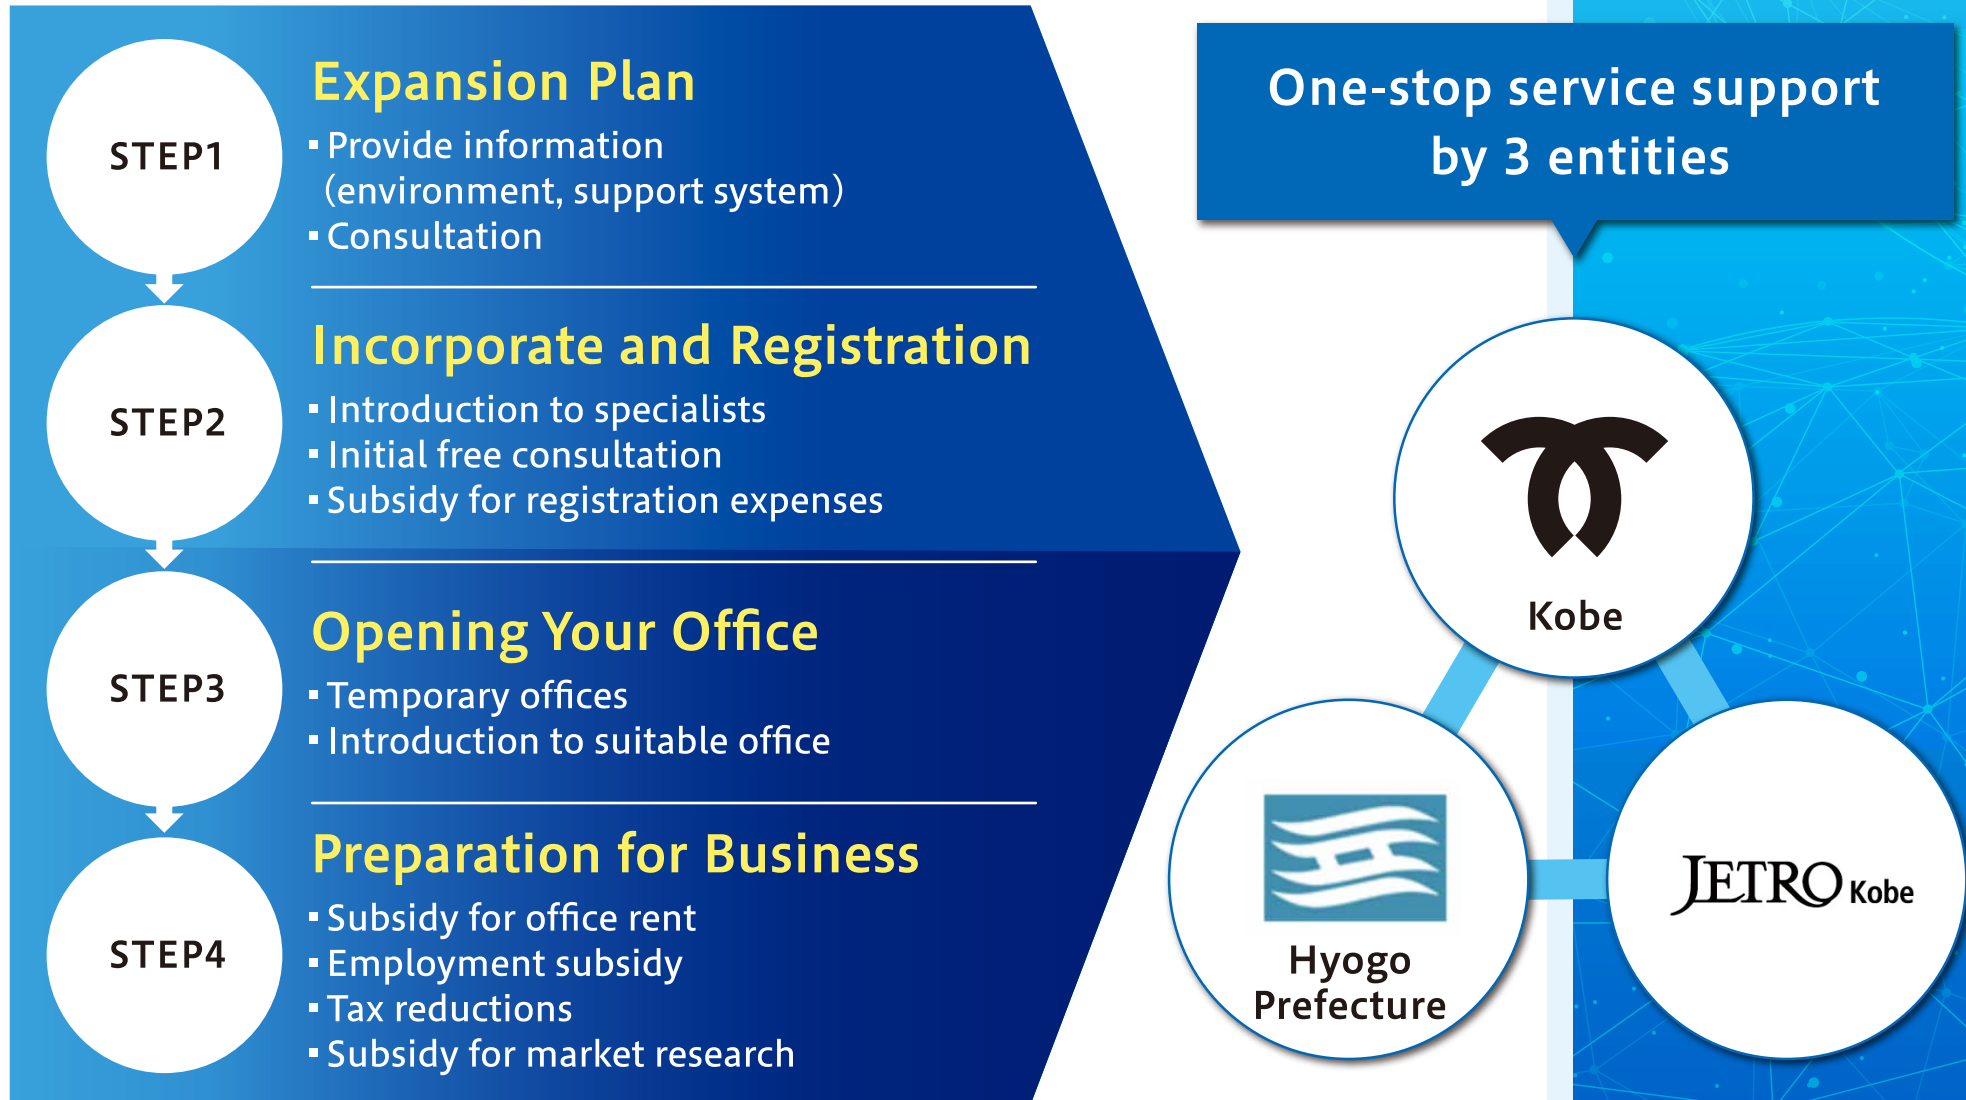 STEP1
Expansion Plan
▪Provide information
(environment, support system)
▪Consultation
STEP2
Incorporate and Registration
▪Introduction to specialists
▪Initial free consultation
▪Subsidy for registration expenses
STEP3
Opening Your Office
▪Temporary offices
▪Introduction to suitable office
STEP4
Preparation for Business
▪Subsidy for office rent
▪Employment subsidy
▪Tax reductions
▪Subsidy for market research
One-stop service support
by 3 entities
Kobe
Hyogo
Prefecture
JETRO Kobe